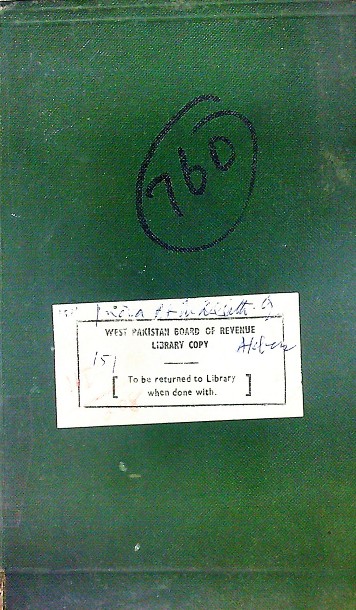 760
WEST PAKISTAN BOARD OF REVENUE
LIBRARY COPY
151
[ To be returned to Library
when done with. ]